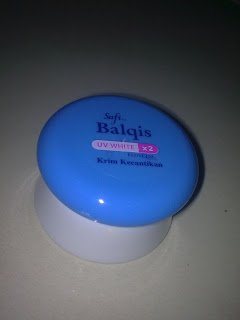 Safi
Balqis
UV WHITE x2
Krim Kecantikan